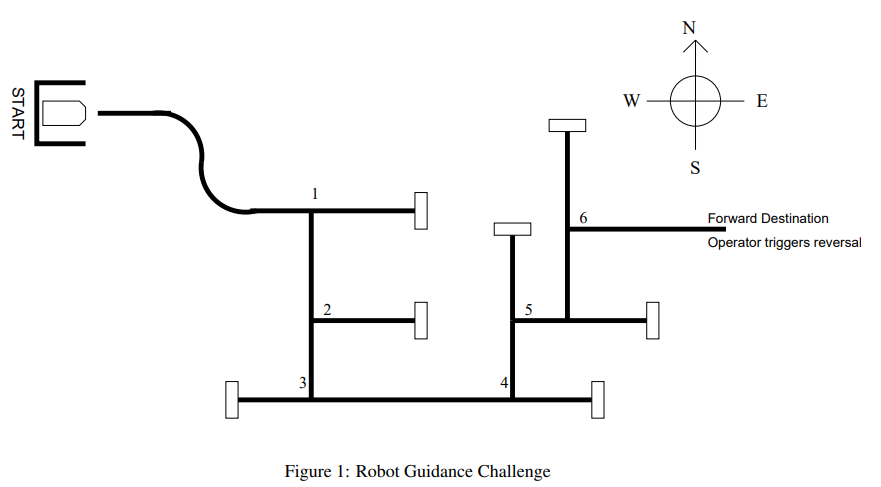 N
W
E
S
START
1
6
Forward Destination
Operator triggers reversal
2
5
3
4
Figure 1: Robot Guidance Challenge